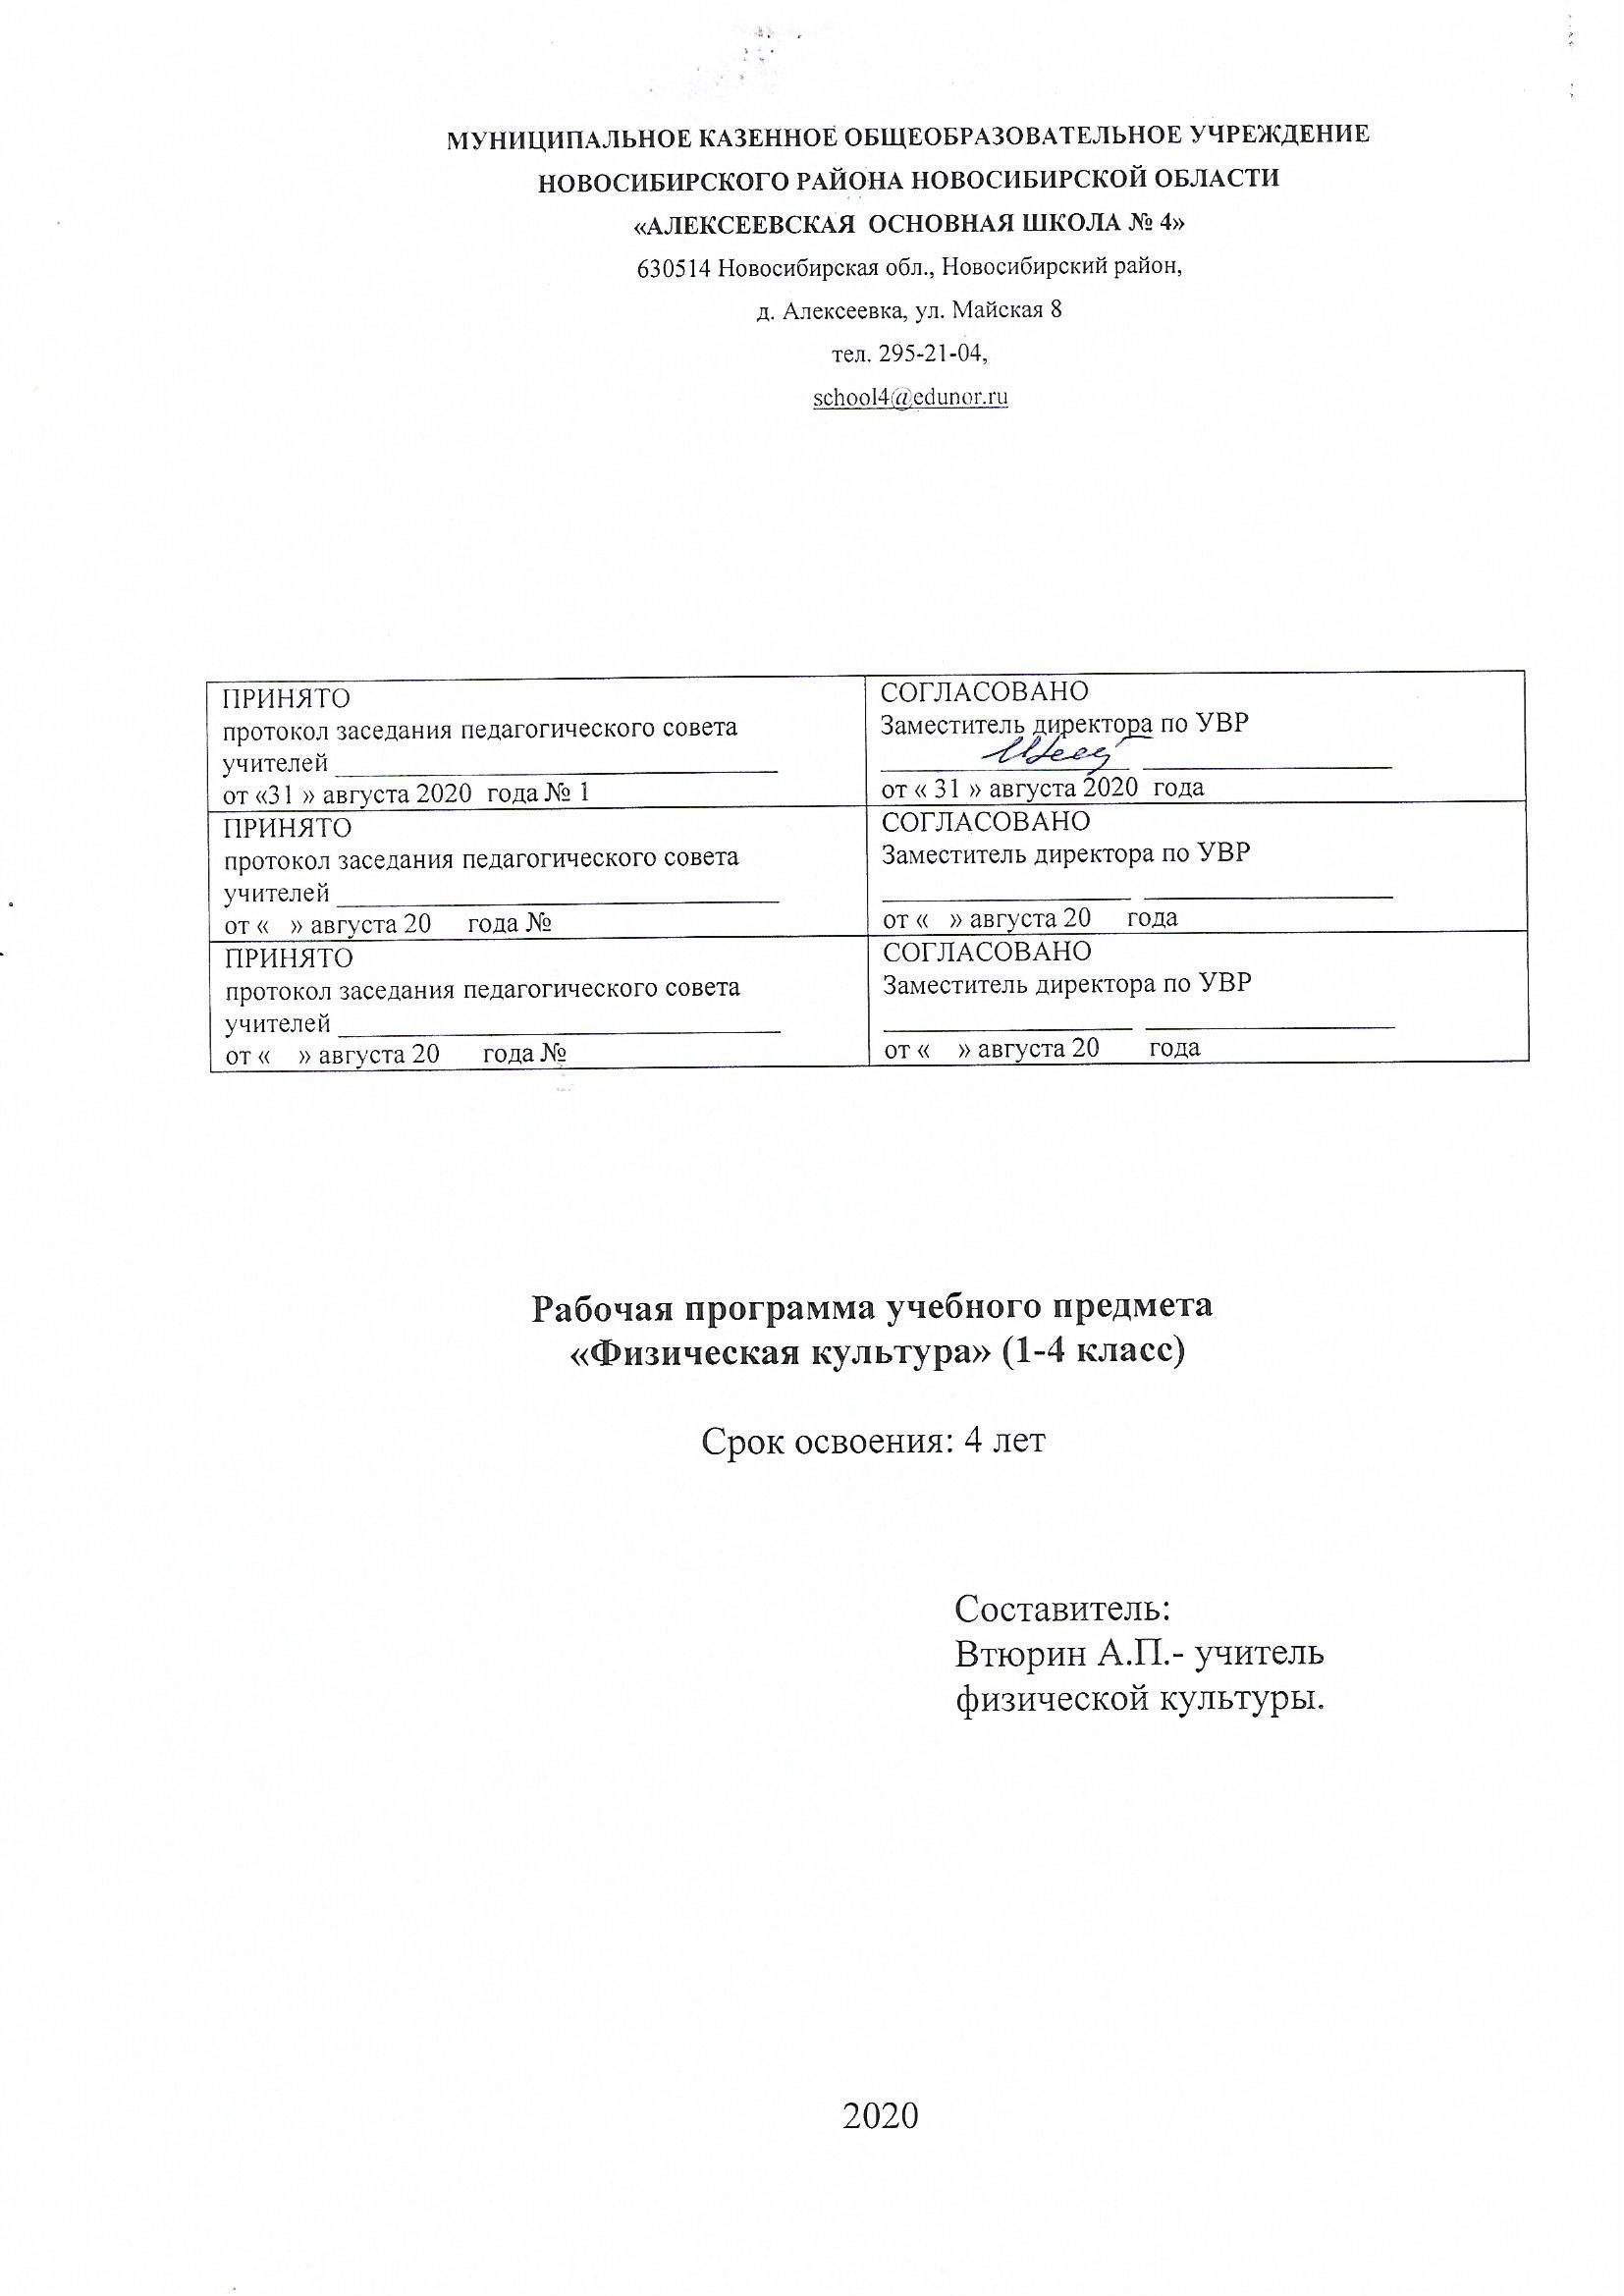 МУНИЦИПАЛЬНОЕ КАЗЕННОЕ ОБЩЕОБРАЗОВАТЕЛЬНОЕ УЧРЕЖДЕНИЕ
НОВОСИБИРСКОГО РАЙОНА НОВОСИБИРСКОЙ ОБЛАСТИ
«АЛЕКСЕЕВСКАЯ ОСНОВНАЯ ШКОЛА № 4»
630514 Новосибирская обл., Новосибирский район,
д. Алексеевка, ул. Майская 8
тел. 295-21-04,
school4@edunor.ru
ПРИНЯТО
протокол заседания педагогического совета
учителей
от «31 » августа 2020 года № 1
СОГЛАСОВАНО
Заместитель директора по УВР
от « 31 » августа 2020 года
ПРИНЯТО
протокол заседания педагогического совета
учителей
от « » августа 20 года №
СОГЛАСОВАНО
Заместитель директора по УВР
от « » августа 20 года
ПРИНЯТО
протокол заседания педагогического совета
учителей
от « » августа 20 года №
СОГЛАСОВАНО
Заместитель директора по УВР
от « » августа 20 года
Рабочая программа учебного предмета
«Физическая культура» (1-4 класс)
Срок освоения: 4 лет
Составитель:
Втюрин А.П.- учитель
физической культуры.
2020